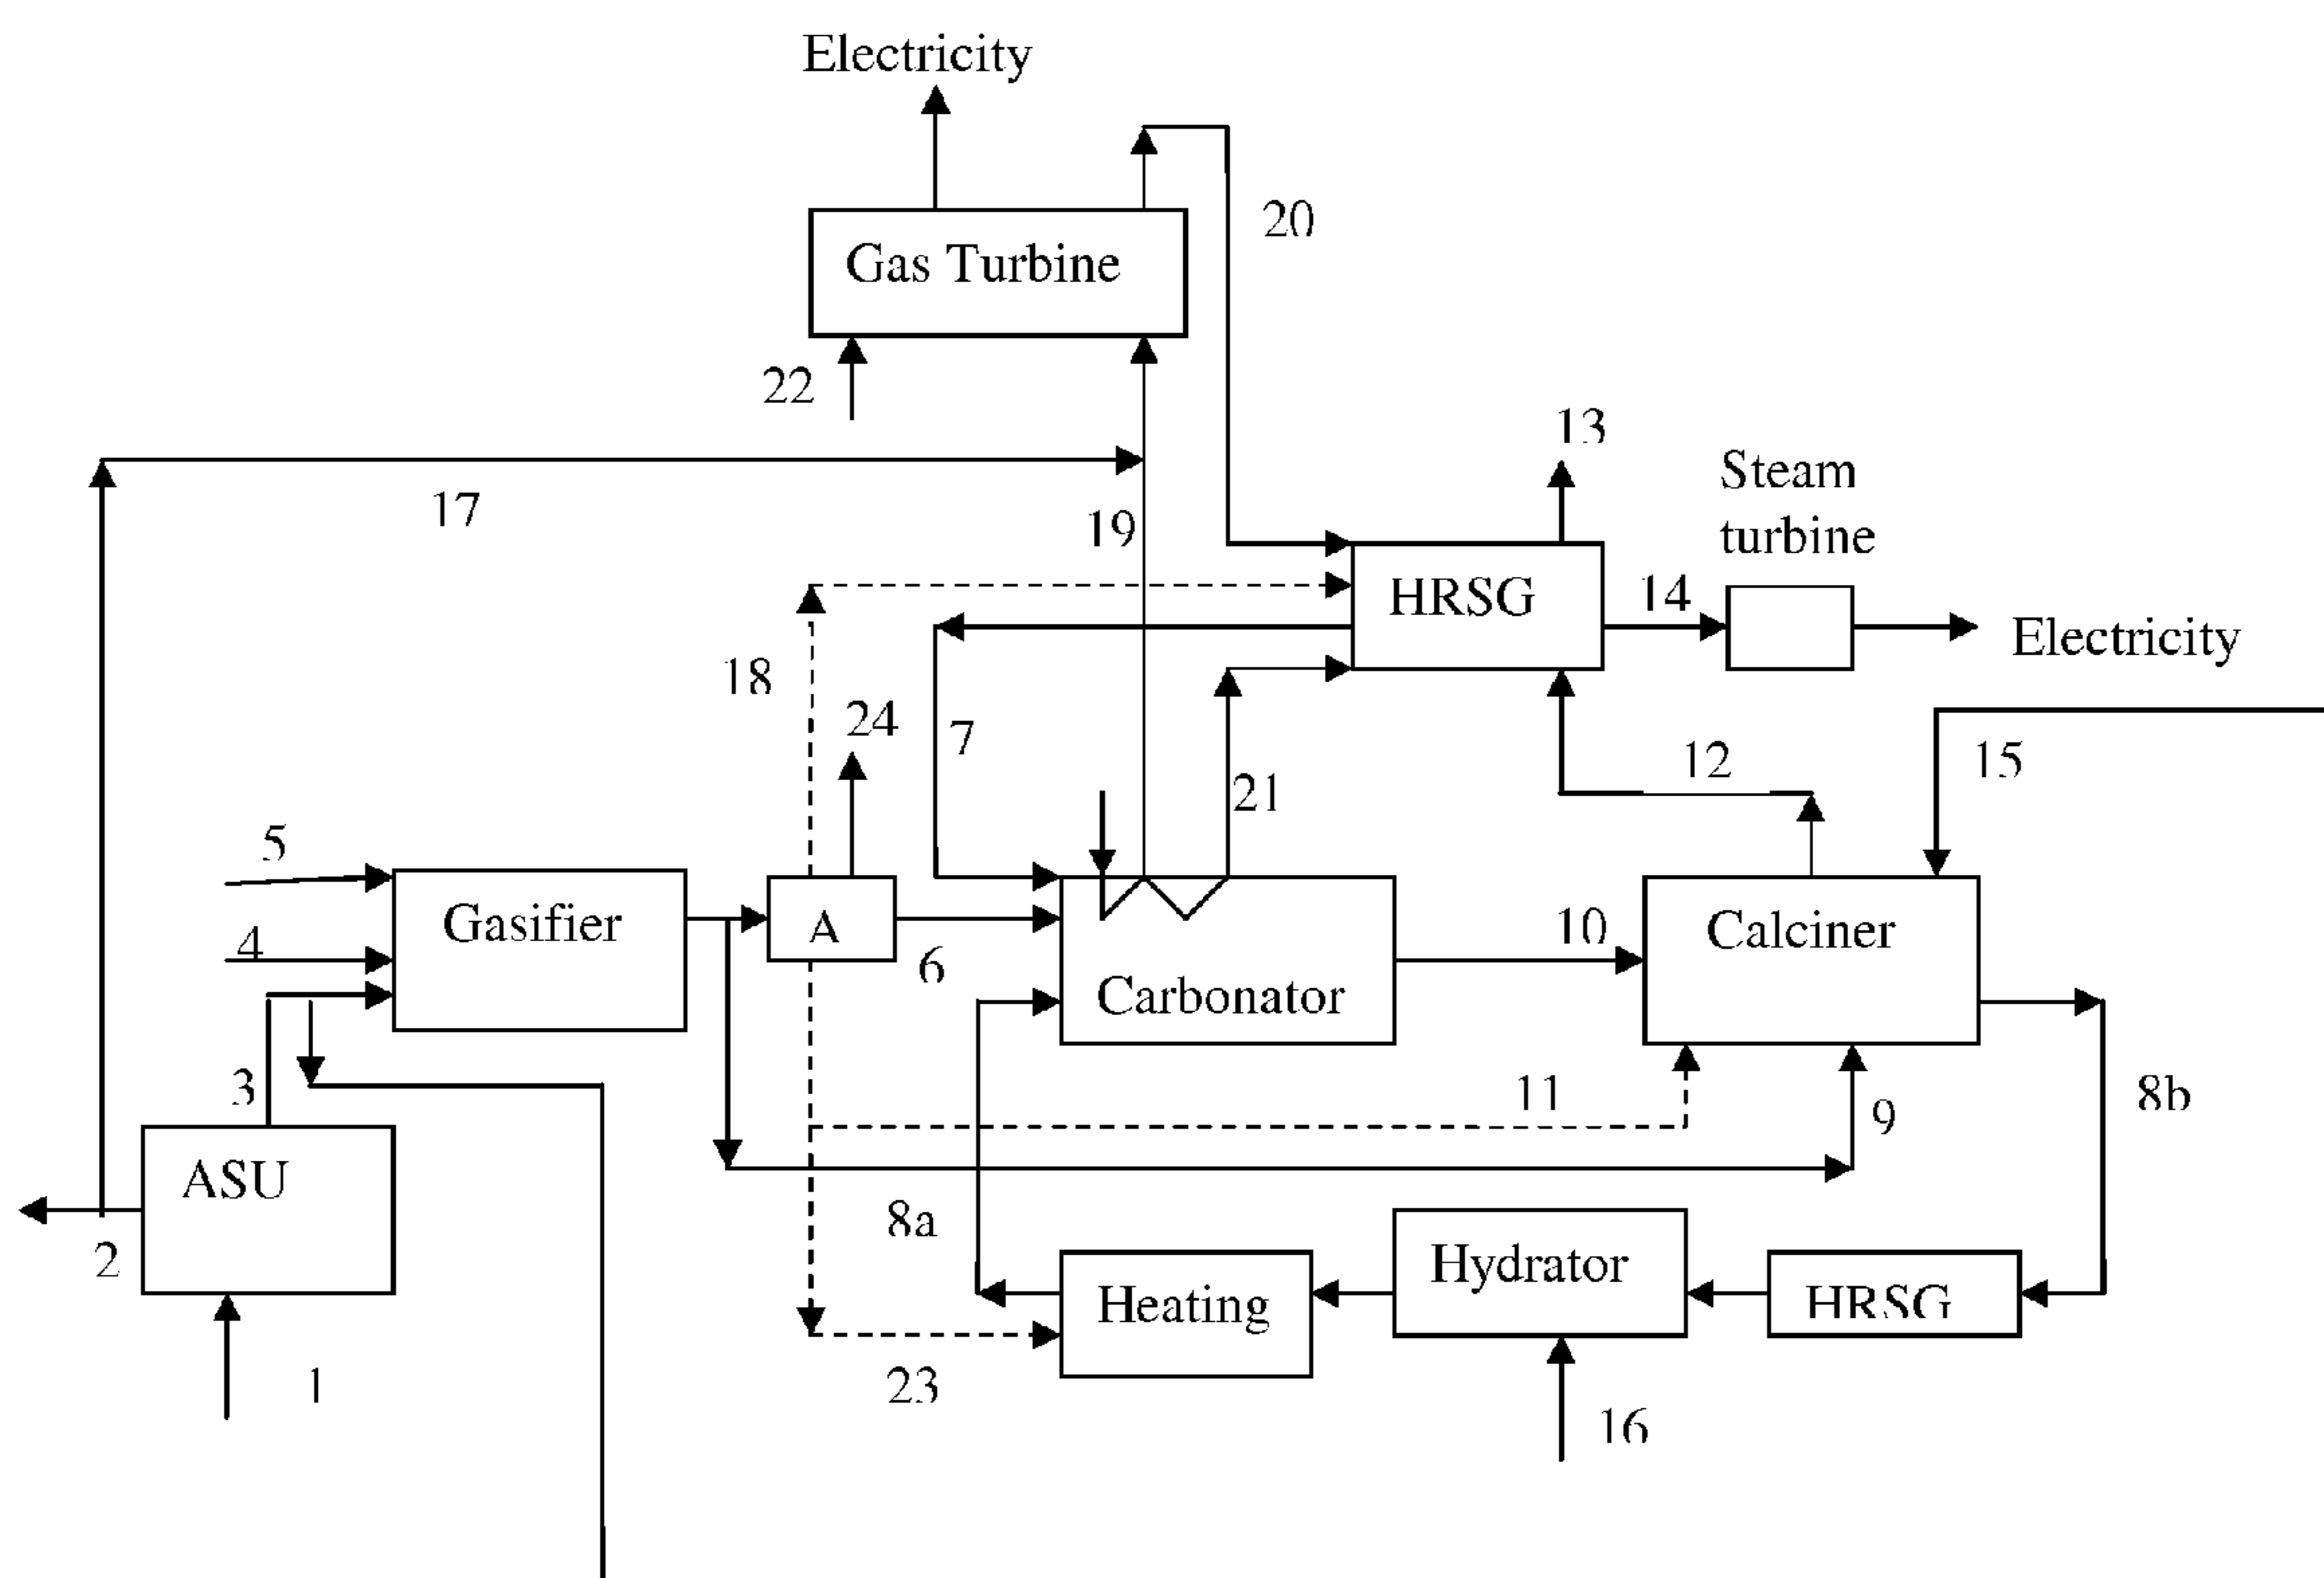 Electricity
20
Gas Turbine
22
13
Steam
turbine
17
19
HRSG
14
Electricity
18
24
7
12
15
21
5
Gasifier
A
10
Calciner
4
6
Carbonator
3
11
9
8b
ASU
8a
Hydrator
2
Heating
HRSG
1
23
16